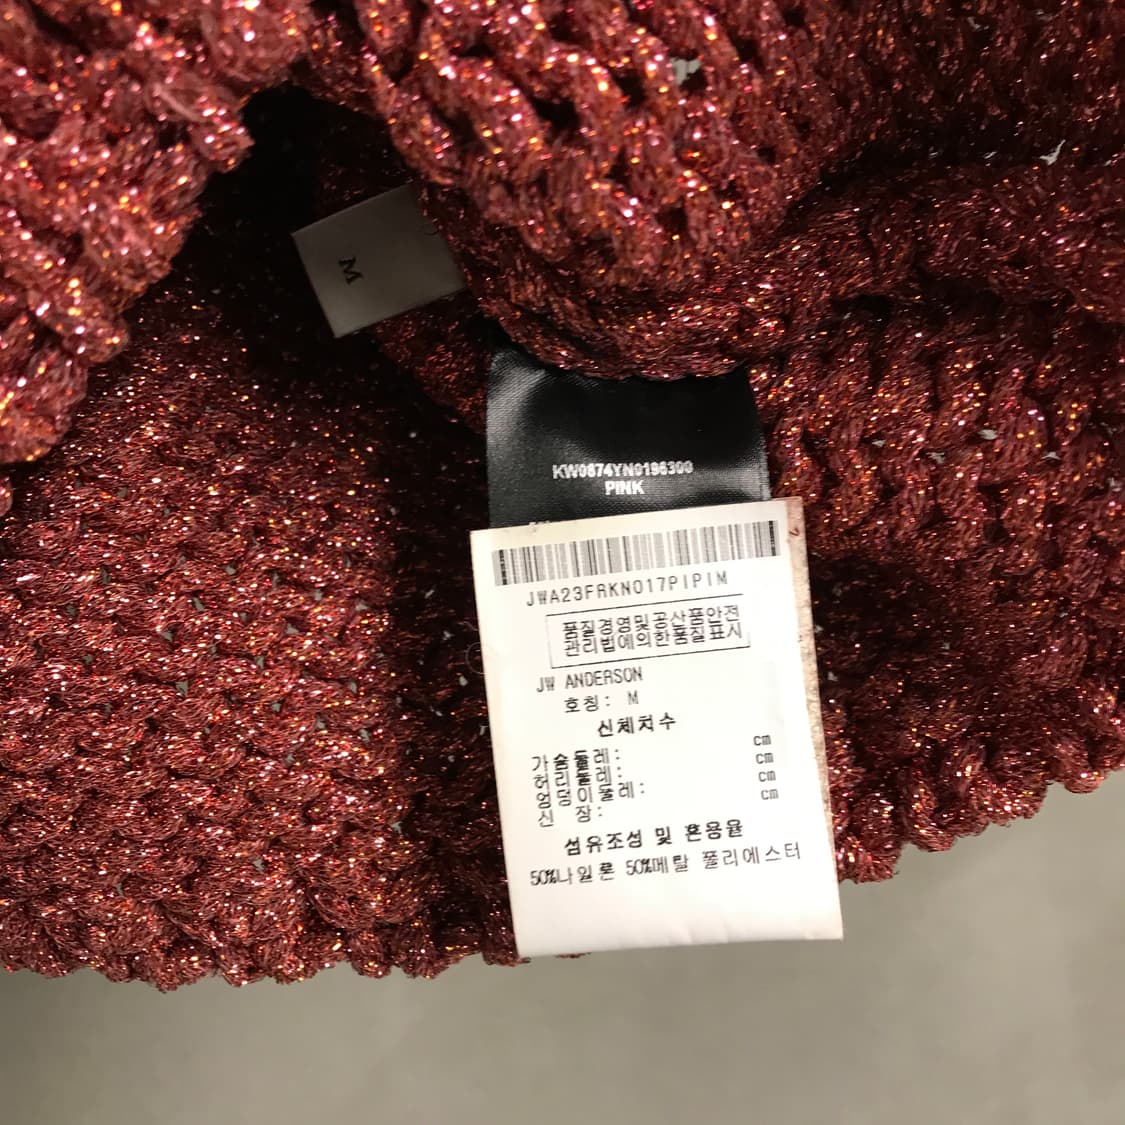 M
KW0874YN0196300
PINK
JWA23FRKN017PIPIM
품질경영및공산품안전
관리법에의한품질표시
JW ANDERSON
호칭: M
신체처수
cm
가슴둘레: cm
허리둘레: cm
엉덩이둘레: cm
신 장:
섬유조성 및 혼용율
50%나일론 50%메탈 폴리에스터